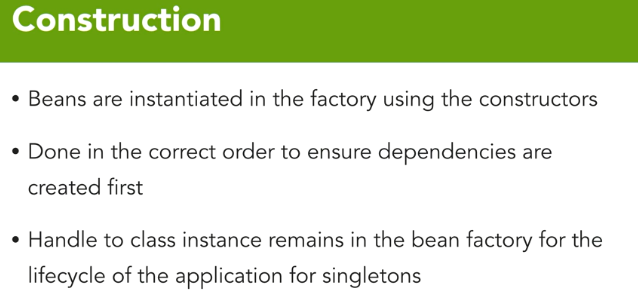 Construction
• Beans are instantiated in the factory using the constructors
• Done in the correct order to ensure dependencies are
created first
• Handle to class instance remains in the bean factory for the
lifecycle of the application for singletons